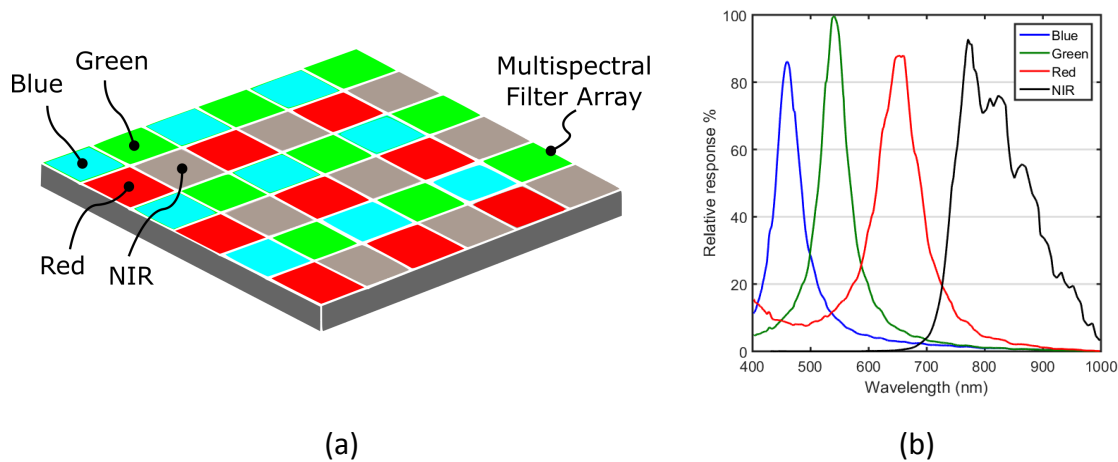 Blue
Green
Multispectral
Filter Array
Red
NIR
(a)
Relative response %
100
80
60
40
20
0
400
500
600
700
800
900
1000
Wavelength (nm)
Blue
Green
Red
NIR
(b)